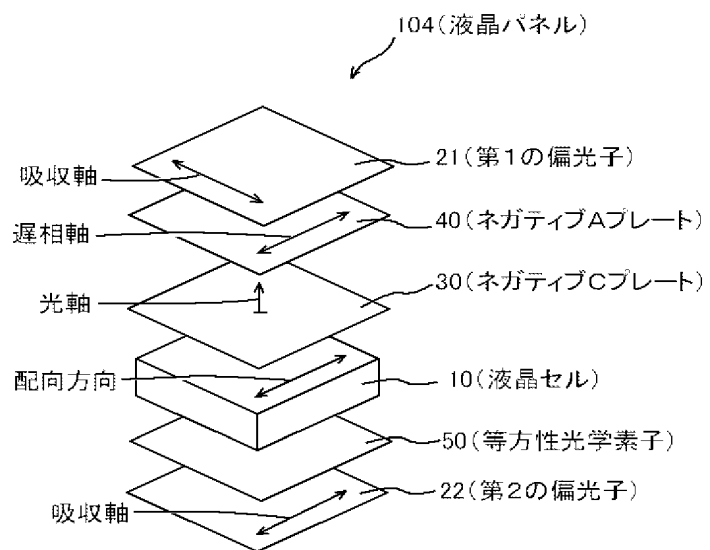 104(液晶パネル)
吸収軸
21(第1の偏光子)
遅相軸
40(ネガティブAプレート)
光軸
30(ネガティブCプレート)
配向方向
10(液晶セル)
50(等方性光学素子)
吸収軸
22(第2の偏光子)